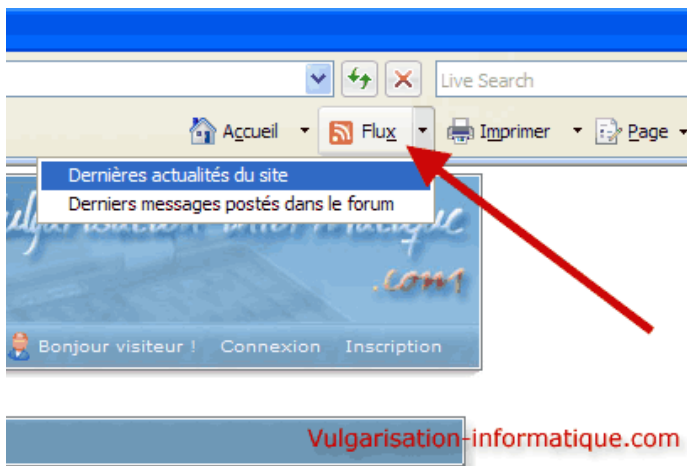 Live Search
Accueil Flux Imprimer Page
Dernières actualités du site
Derniers messages postés dans le forum
.com
Bonjour visiteur ! Connexion Inscription
Vulgarisation-informatique.com